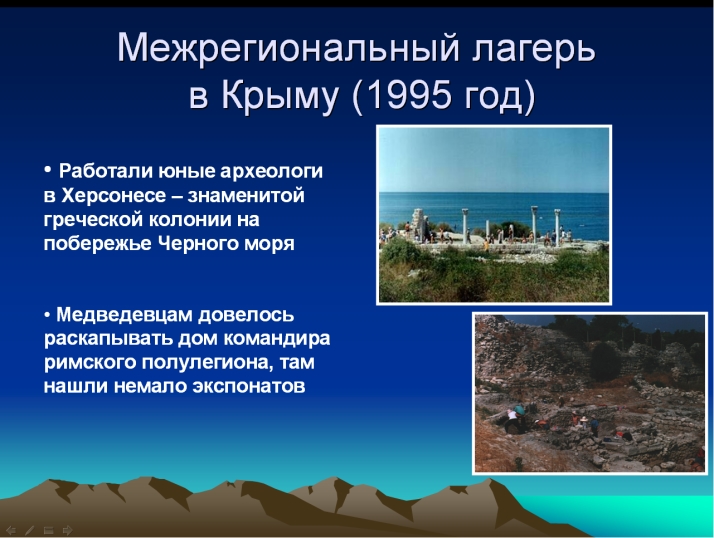 Межрегиональный лагерь
в Крыму (1995 год)
• Работали юные археологи
в Херсонесе – знаменитой
греческой колонии на
побережье Черного моря
• Медведевцам довелось
раскапывать дом командира
римского полулегиона, там
нашли немало экспонатов